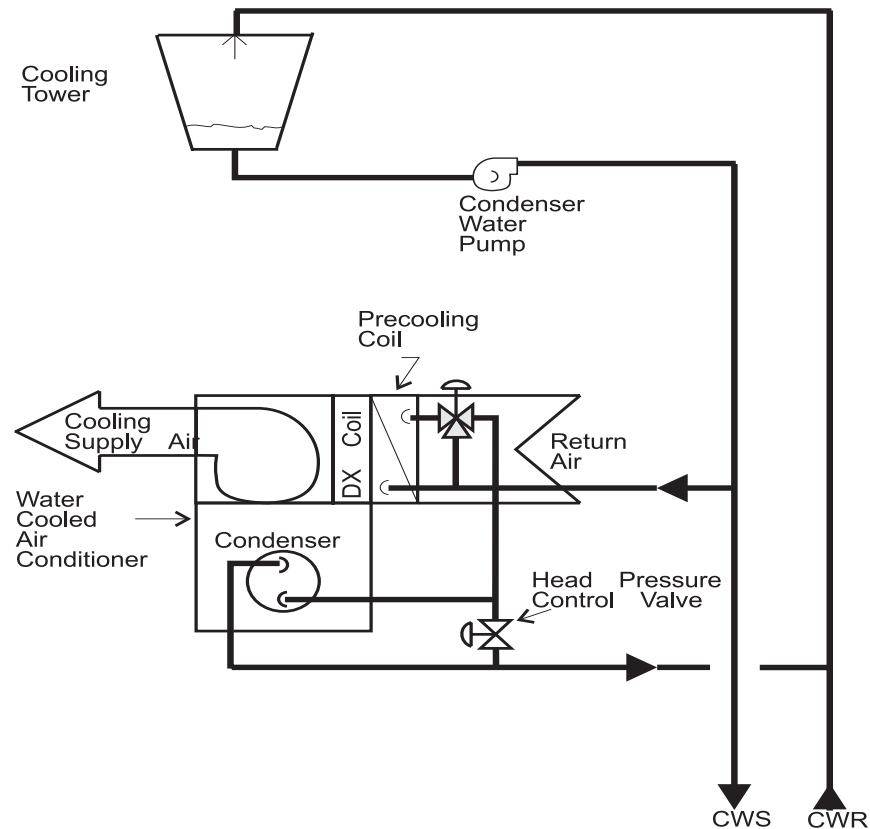 Cooling
Tower
Condenser
Water
Pump
Precooling
Coil
Cooling
Supply Air
DX Coil
Return
Air
Water
Cooled
Air
Conditioner
Condenser
Head Pressure
Control Valve
CWS
CWR